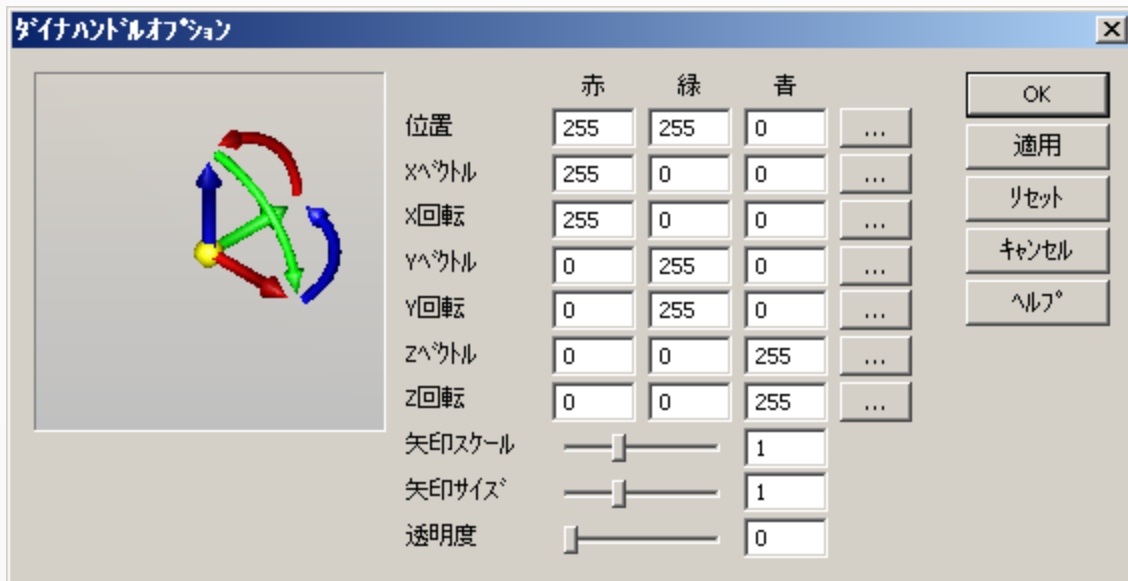 ﾀﾞｲﾅﾊﾝﾄﾞﾙｵﾌﾟｼｮﾝ
赤 緑 青
位置 255 255 0 ...
Xﾍﾞｸﾄﾙ 255 0 0 ...
X回転 255 0 0 ...
Yﾍﾞｸﾄﾙ 0 255 0 ...
Y回転 0 255 0 ...
Zﾍﾞｸﾄﾙ 0 0 255 ...
Z回転 0 0 255 ...
矢印ｽｹｰﾙ 1
矢印ｻｲｽﾞ 1
透明度 0
OK
適用
ﾘｾｯﾄ
ｷｬﾝｾﾙ
ﾍﾙﾌﾟ